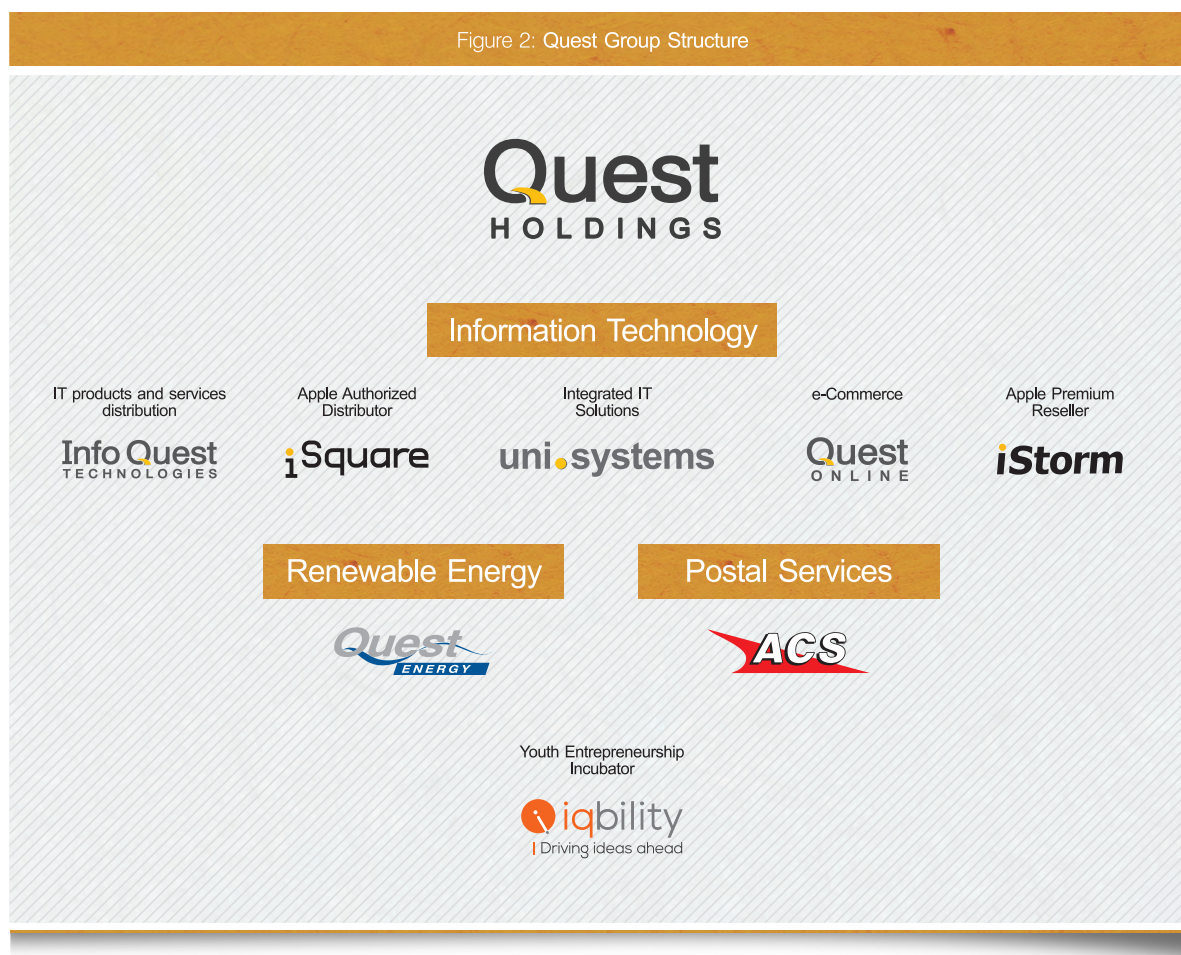 Figure 2: Quest Group Structure
Quest
HOLDINGS
Information Technology
IT products and services
distribution
Info Quest
TECHNOLOGIES
Apple Authorized
Distributor
iSquare
Integrated IT
Solutions
uni.systems
e-Commerce
Quest
ONLINE
Apple Premium
Reseller
iStorm
Renewable Energy
Quest
ENERGY
Postal Services
ACS
Youth Entrepreneurship
Incubator
iqbility
Driving ideas ahead